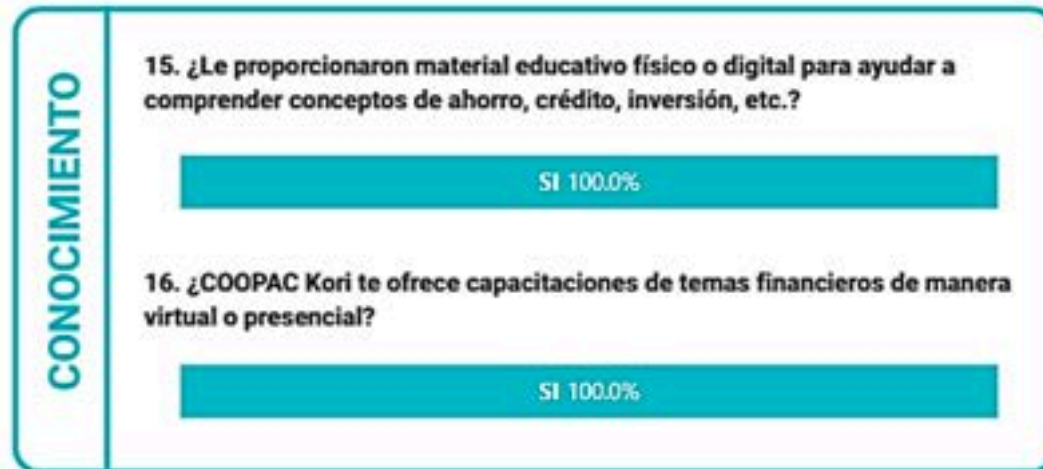 CONOCIMIENTO
15. ¿Le proporcionaron material educativo físico o digital para ayudar a
comprender conceptos de ahorro, crédito, inversión, etc.?
SI 100.0%
16. ¿COOPAC Kori te ofrece capacitaciones de temas financieros de manera
virtual o presencial?
SI 100.0%